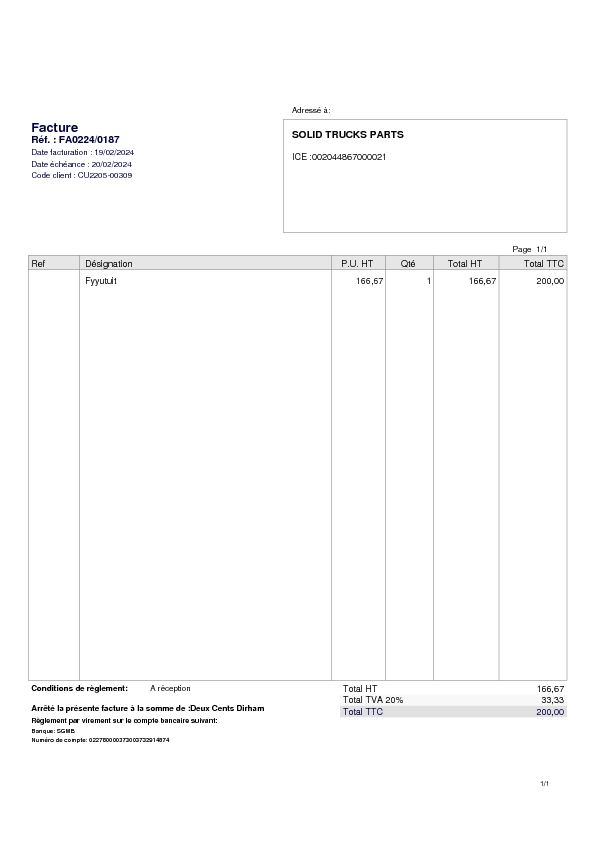 Adressé à:
Facture
Réf. : FA0224/0187
Date facturation : 19/02/2024
Date échéance : 20/02/2024
Code client : CU2205-00309
SOLID TRUCKS PARTS
ICE :002044867000021
Page 1/1
Ref Désignation P.U. HT Qté Total HT Total TTC
Fyyutuit 166,67 1 166,67 200,00
Conditions de règlement: A réception
Total HT 166,67
Total TVA 20% 33,33
Total TTC 200,00
Arrêté la présente facture à la somme de :Deux Cents Dirham
Règlement par virement sur le compte bancaire suivant:
Banque: SGMB
Numéro de compte:
1/1